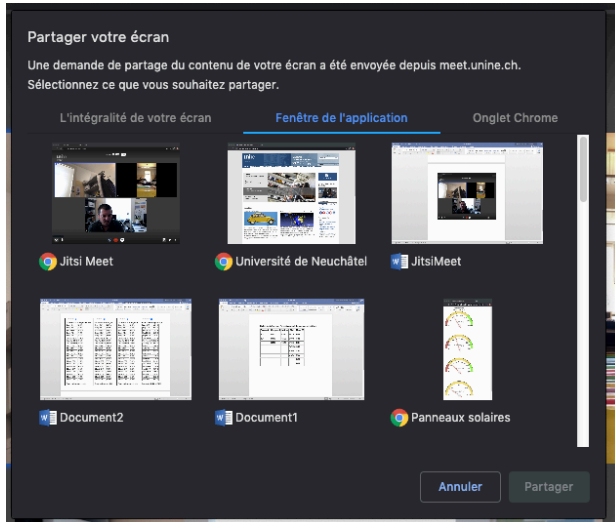 Partager votre écran
Une demande de partage du contenu de votre écran a été envoyée depuis meet.unine.ch.
Sélectionnez ce que vous souhaitez partager.
L'intégralité de votre écran Fenêtre de l'application Onglet Chrome
Jitsi Meet Université de Neuchâtel JitsiMeet
Document2 Document1 Panneaux solaires
Annuler Partager